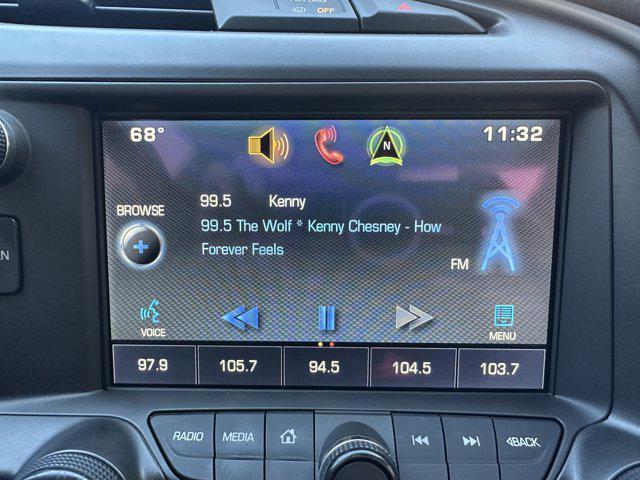 ON OFF
68° 11:32
N
99.5 Kenny
BROWSE
99.5 The Wolf * Kenny Chesney - How
Forever Feels
FM
VOICE
MENU
97.9 105.7 94.5 104.5 103.7
RADIO MEDIA BACK